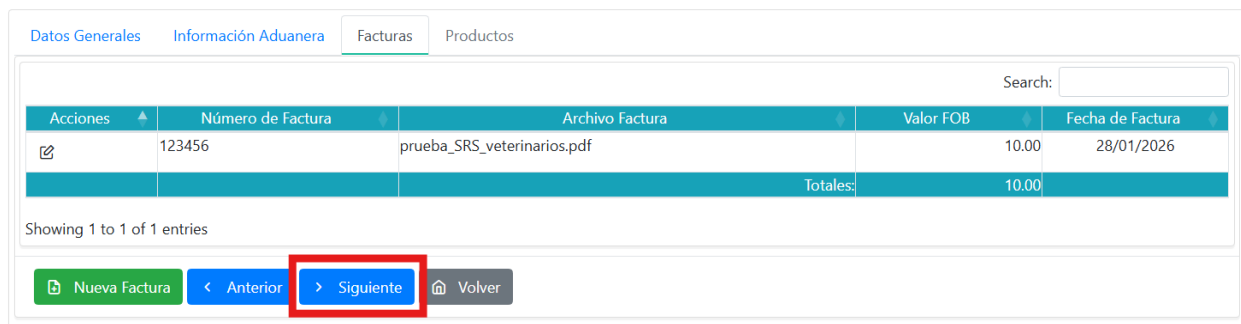 Datos Generales Información Aduanera Facturas Productos
Search:
Acciones Número de Factura Archivo Factura Valor FOB Fecha de Factura
123456 prueba_SRS_veterinarios.pdf 10.00 28/01/2026
Totales: 10.00
Showing 1 to 1 of 1 entries
Nueva Factura Anterior Siguiente Volver